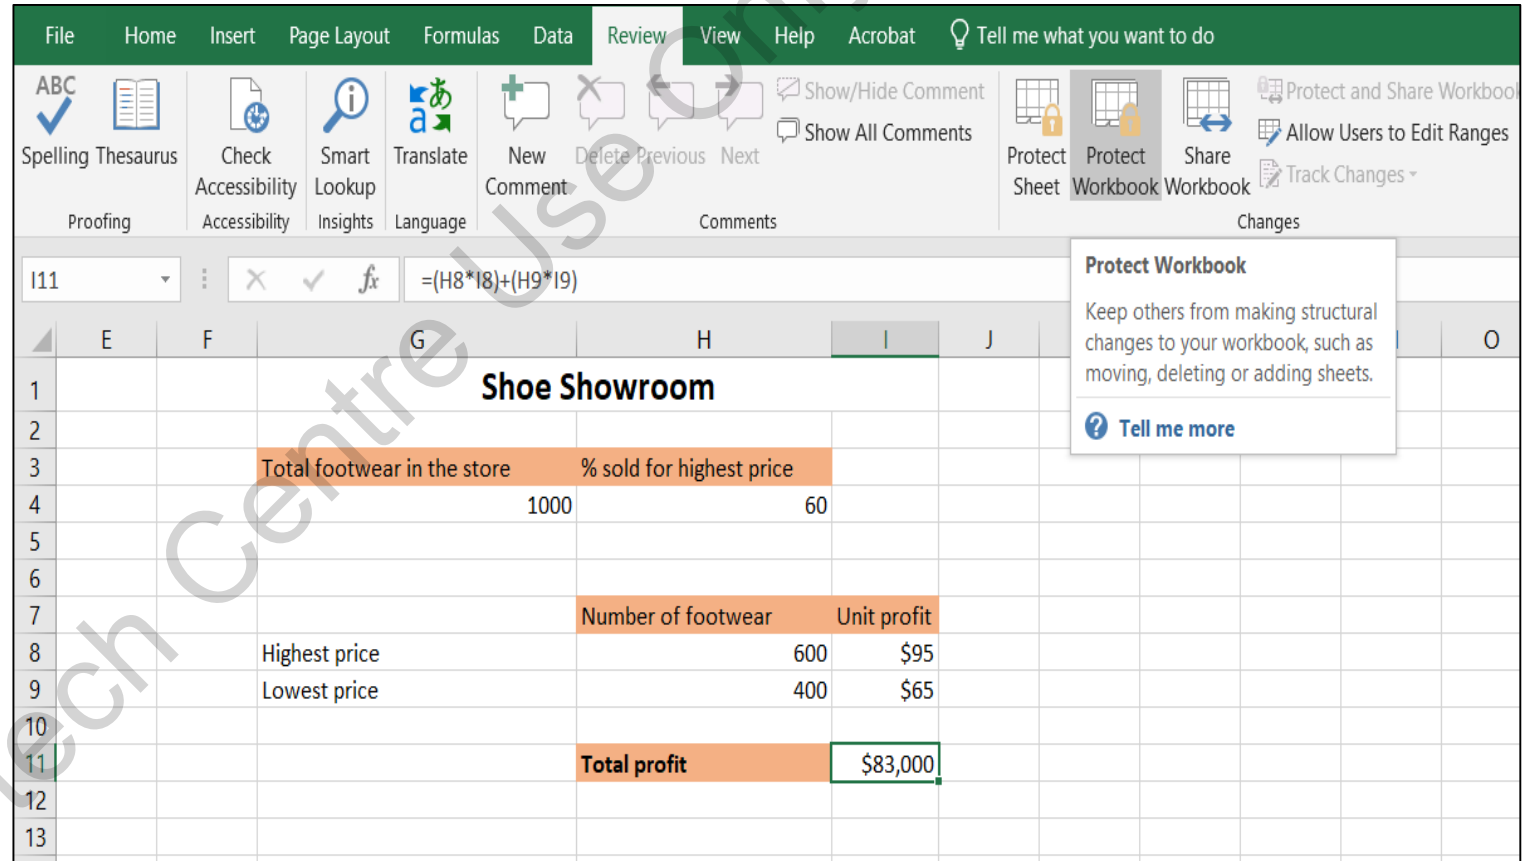 File Home Insert Page Layout Formulas Data Review View Help Acrobat Tell me what you want to do
ABC
Spelling Thesaurus Check Accessibility Smart Lookup Translate New Comment Delete Previous Next
Show/Hide Comment
Show All Comments
Protect Sheet Protect Workbook Share Workbook
Protect and Share Workbook
Allow Users to Edit Ranges
Track Changes
Proofing Accessibility Insights Language Comments Changes
I11 fx =(H8*I8)+(H9*I9)
Protect Workbook
Keep others from making structural
changes to your workbook, such as
moving, deleting or adding sheets.
Tell me more
E F G H I J O
1 Shoe Showroom
2
3 Total footwear in the store % sold for highest price
4 1000 60
5
6
7 Number of footwear Unit profit
8 Highest price 600 $95
9 Lowest price 400 $65
10
11 Total profit $83,000
12
13
tech Centre Use On